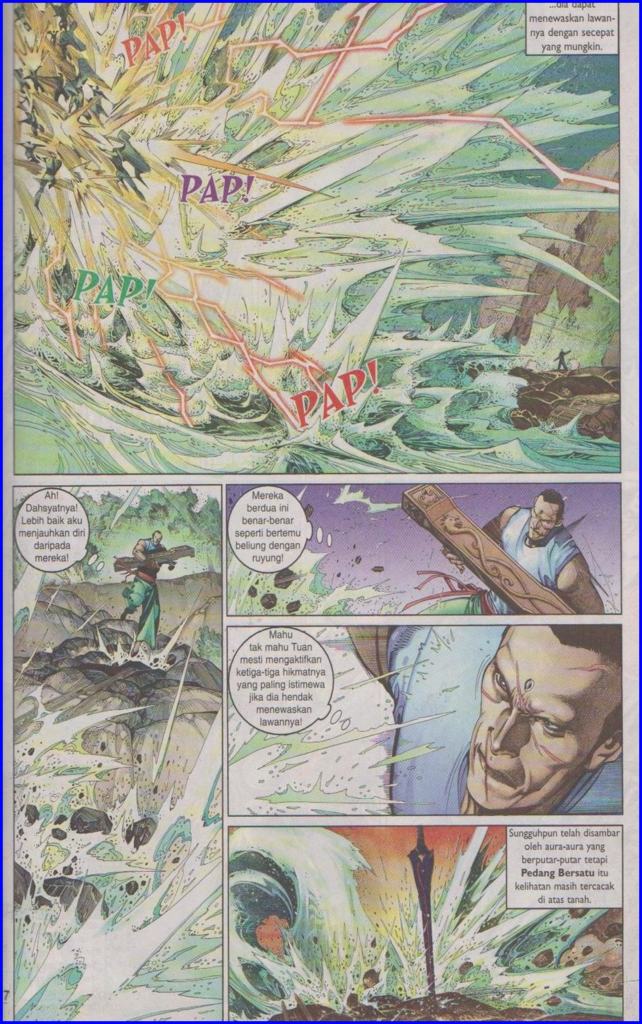 ...dia dapat
menewaskan lawan-
nya dengan secepat
yang mungkin.
PAP!
PAP!
PAP!
PAP!
Ah!
Dahsyatnya!
Lebih baik aku
menjauhkan diri
daripada
mereka!
Mereka
berdua ini
benar-benar
seperti bertemu
beliung dengan
ruyung!
Mahu
tak mahu Tuan
mesti mengaktifkan
ketiga-tiga hikmatnya
yang paling istimewa
jika dia hendak
menewaskan
lawannya!
Sungguhpun telah disambar
oleh aura-aura yang
berputar-putar tetapi
Pedang Bersatu itu
kelihatan masih tercacak
di atas tanah.
7